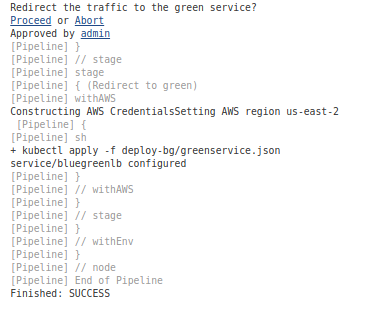 Redirect the traffic to the green service?
Proceed or Abort
Approved by admin
[Pipeline] }
[Pipeline] // stage
[Pipeline] stage
[Pipeline] { (Redirect to green)
[Pipeline] withAWS
Constructing AWS CredentialsSetting AWS region us-east-2
[Pipeline] {
[Pipeline] sh
+ kubectl apply -f deploy-bg/greenservice.json
service/bluegreenlb configured
[Pipeline] }
[Pipeline] // withAWS
[Pipeline] }
[Pipeline] // stage
[Pipeline] }
[Pipeline] // withEnv
[Pipeline] }
[Pipeline] // node
[Pipeline] End of Pipeline
Finished: SUCCESS